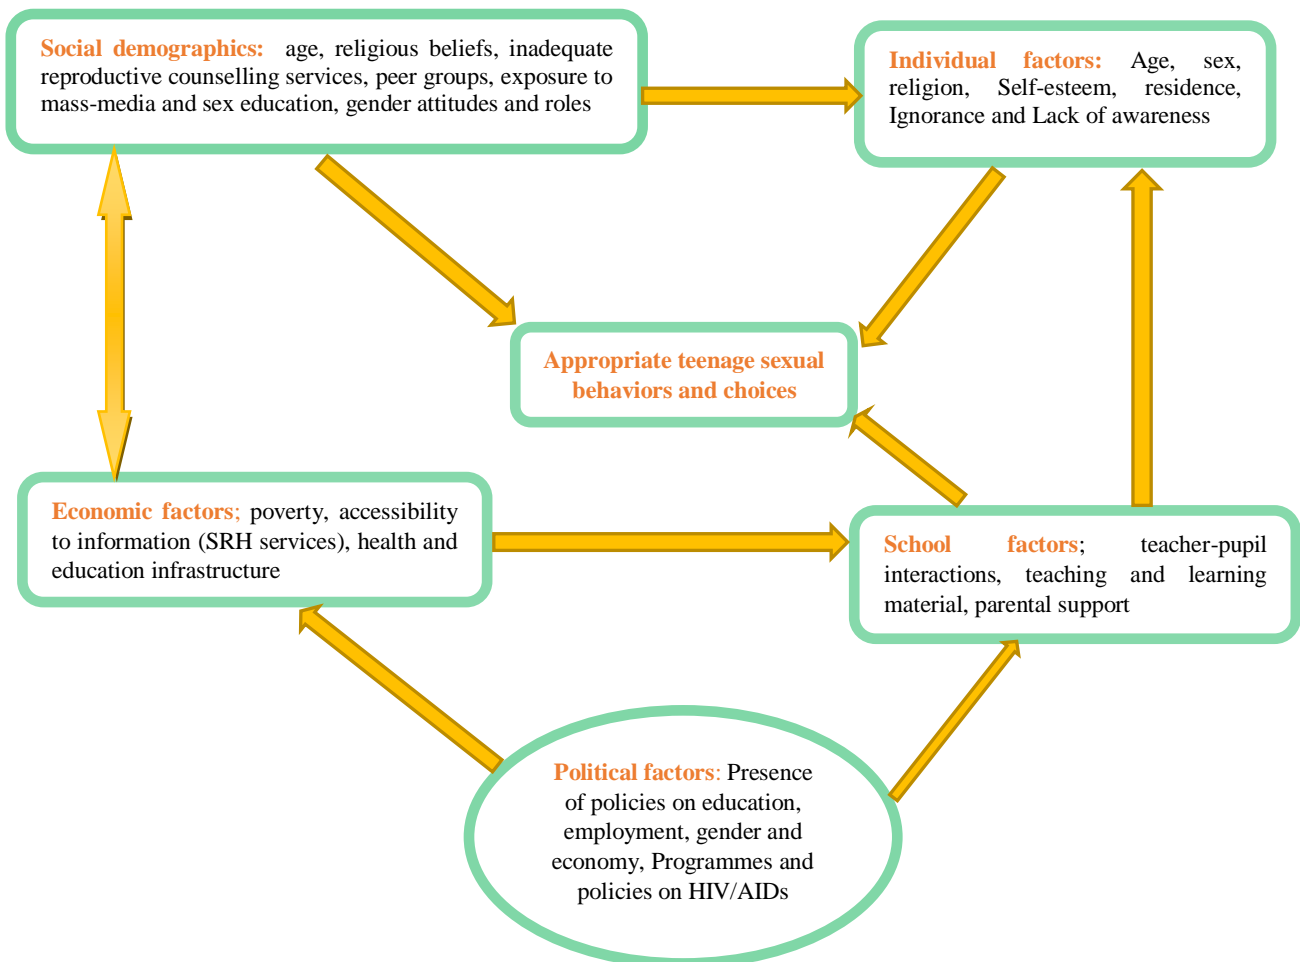 Social demographics: age, religious beliefs, inadequate
reproductive counselling services, peer groups, exposure to
mass-media and sex education, gender attitudes and roles
Individual factors: Age, sex,
religion, Self-esteem, residence,
Ignorance and Lack of awareness
Appropriate teenage sexual
behaviors and choices
Economic factors; poverty, accessibility
to information (SRH services), health and
education infrastructure
School factors; teacher-pupil
interactions, teaching and learning
material, parental support
Political factors: Presence
of policies on education,
employment, gender and
economy, Programmes and
policies on HIV/AIDs